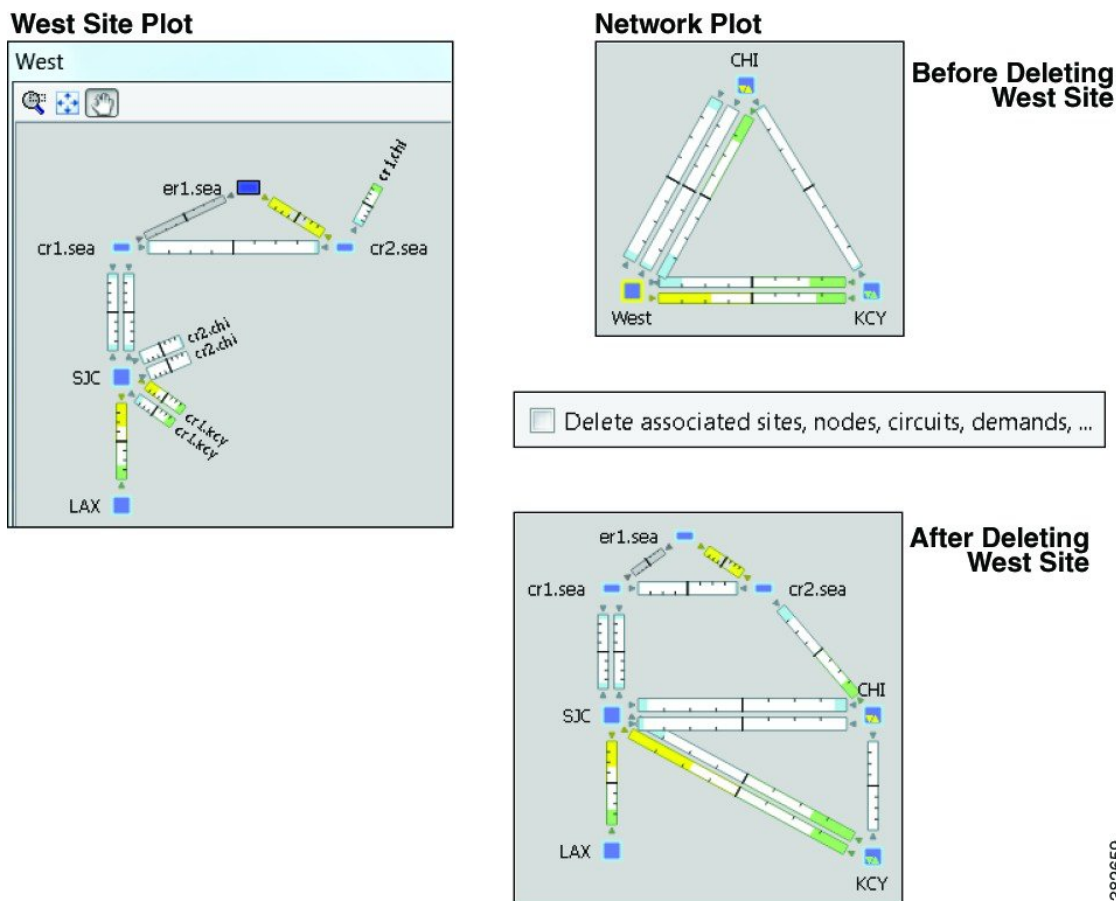 West Site Plot
West
er1.sea
cr1.chi
cr1.sea
cr2.sea
cr2.chi
cr2.chi
SJC
cr1.kcy
cr1.kcy
LAX
Network Plot
CHI
Before Deleting
West Site
West
KCY
Delete associated sites, nodes, circuits, demands, ...
After Deleting
West Site
er1.sea
cr1.sea
cr2.sea
CHI
SJC
LAX
KCY
382659